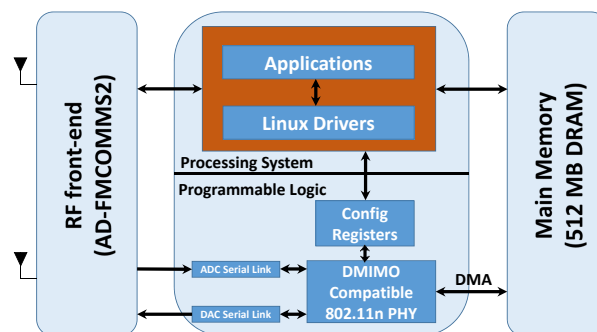 RF front-end
(AD-FMCOMMS2)
Applications
Linux Drivers
Processing System
Programmable Logic
Config
Registers
ADC Serial Link
DAC Serial Link
DMIMO
Compatible
802.11n PHY
DMA
Main Memory
(512 MB DRAM)